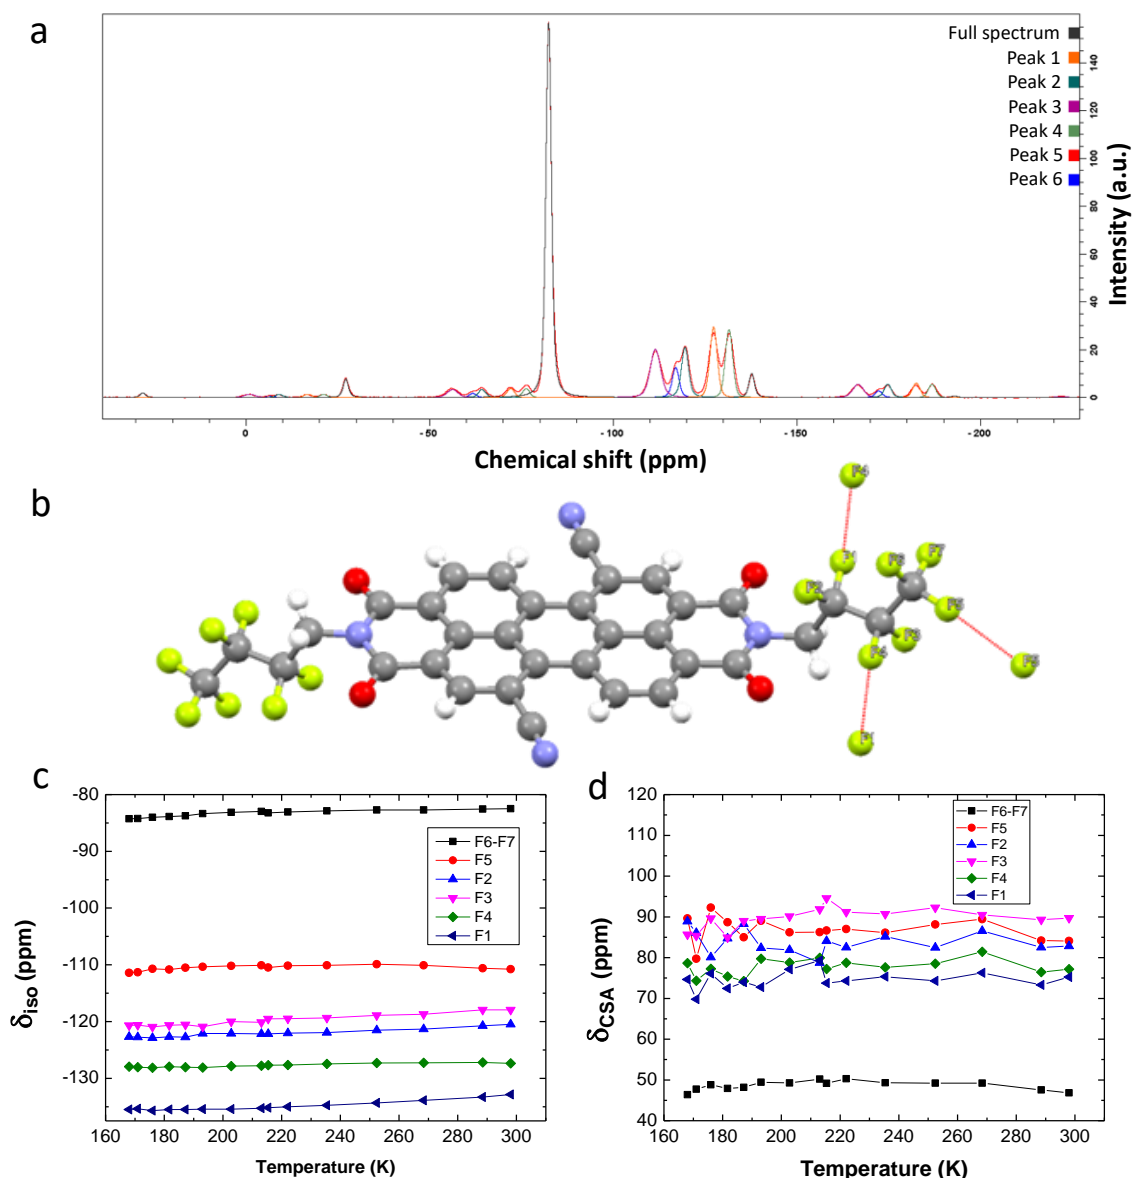 a
Full spectrum
Peak 1
Peak 2
Peak 3
Peak 4
Peak 5
Peak 6
140
120
100
80
60
40
20
0
Intensity (a.u.)
0
-50
-100
-150
-200
Chemical shift (ppm)
b
F4
F7
F2
F5
F3
F4
c
-80
-90
-100
-110
-120
-130
δiso (ppm)
F6-F7
F5
F2
F3
F4
F1
160 180 200 220 240 260 280 300
Temperature (K)
d
120
110
100
90
80
70
60
50
40
δCSA (ppm)
F6-F7
F5
F2
F3
F4
F1
160 180 200 220 240 260 280 300
Temperature (K)